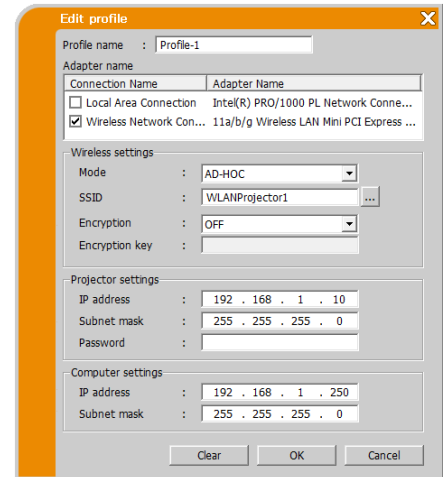 Edit profile
Profile name : Profile-1
Adapter name
Connection Name Adapter Name
Local Area Connection Intel(R) PRO/1000 PL Network Conne...
Wireless Network Con... 11a/b/g Wireless LAN Mini PCI Express ...
Wireless settings
Mode : AD-HOC
SSID : WLANProjector1 ...
Encryption : OFF
Encryption key :
Projector settings
IP address : 192 . 168 . 1 . 10
Subnet mask : 255 . 255 . 255 . 0
Password :
Computer settings
IP address : 192 . 168 . 1 . 250
Subnet mask : 255 . 255 . 255 . 0
Clear OK Cancel